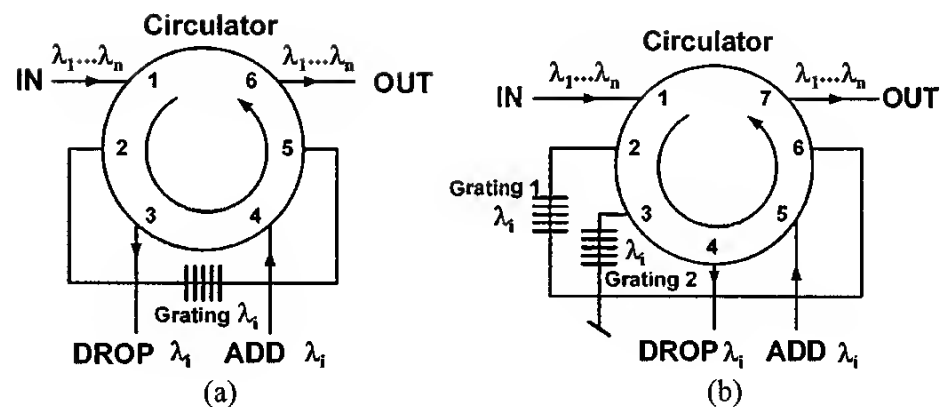 Circulator
IN λ1...λn 1 6 λ1...λn OUT
2 5
3 4
Grating λi
DROP λi ADD λi
(a)
Circulator
IN λ1...λn 1 7 λ1...λn OUT
2 6
Grating 1
λi
3 5
λi
4
Grating 2
DROP λi ADD λi
(b)